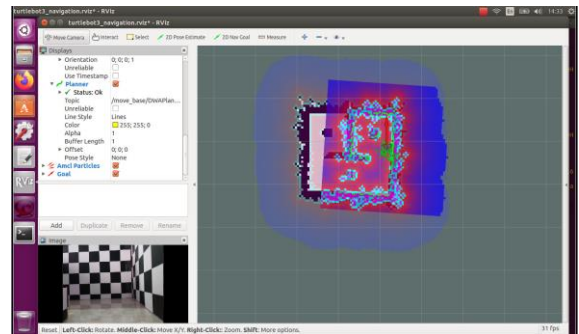 turtlebot3_navigation.rviz* - RViz
14:33
turtlebot3_navigation.rviz* - RViz
Move Camera Interact Select 2D Pose Estimate 2D Nav Goal Measure
Displays
Orientation 0; 0; 0; 1
Unreliable
Use Timestamp
Planner
Status: Ok
Topic /move_base/DWAPlan...
Unreliable
Line Style Lines
Color 255; 255; 0
Alpha 1
Buffer Length 1
Offset 0; 0; 0
Pose Style None
Amcl Particles
Goal
Add Duplicate Remove Rename
Image
Reset Left-Click: Rotate. Middle-Click: Move X/Y. Right-Click: Zoom. Shift: More options. 31 fps